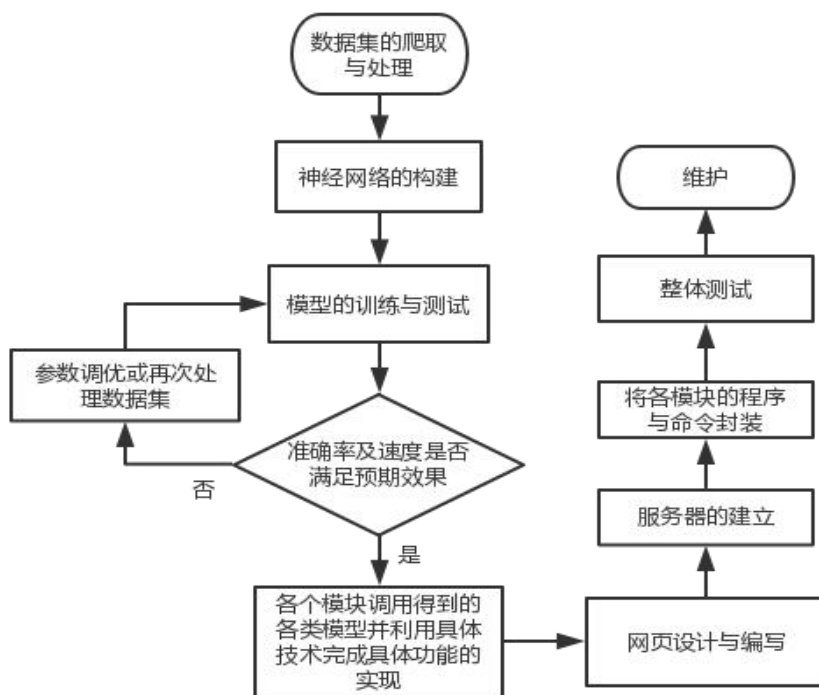 数据集的爬取
与处理
神经网络的构建
模型的训练与测试
参数调优或再次处
理数据集
准确率及速度是否
满足预期效果
否
是
各个模块调用得到的
各类模型并利用具体
技术完成具体功能的
实现
网页设计与编写
服务器的建立
将各模块的程序
与命令封装
整体测试
维护